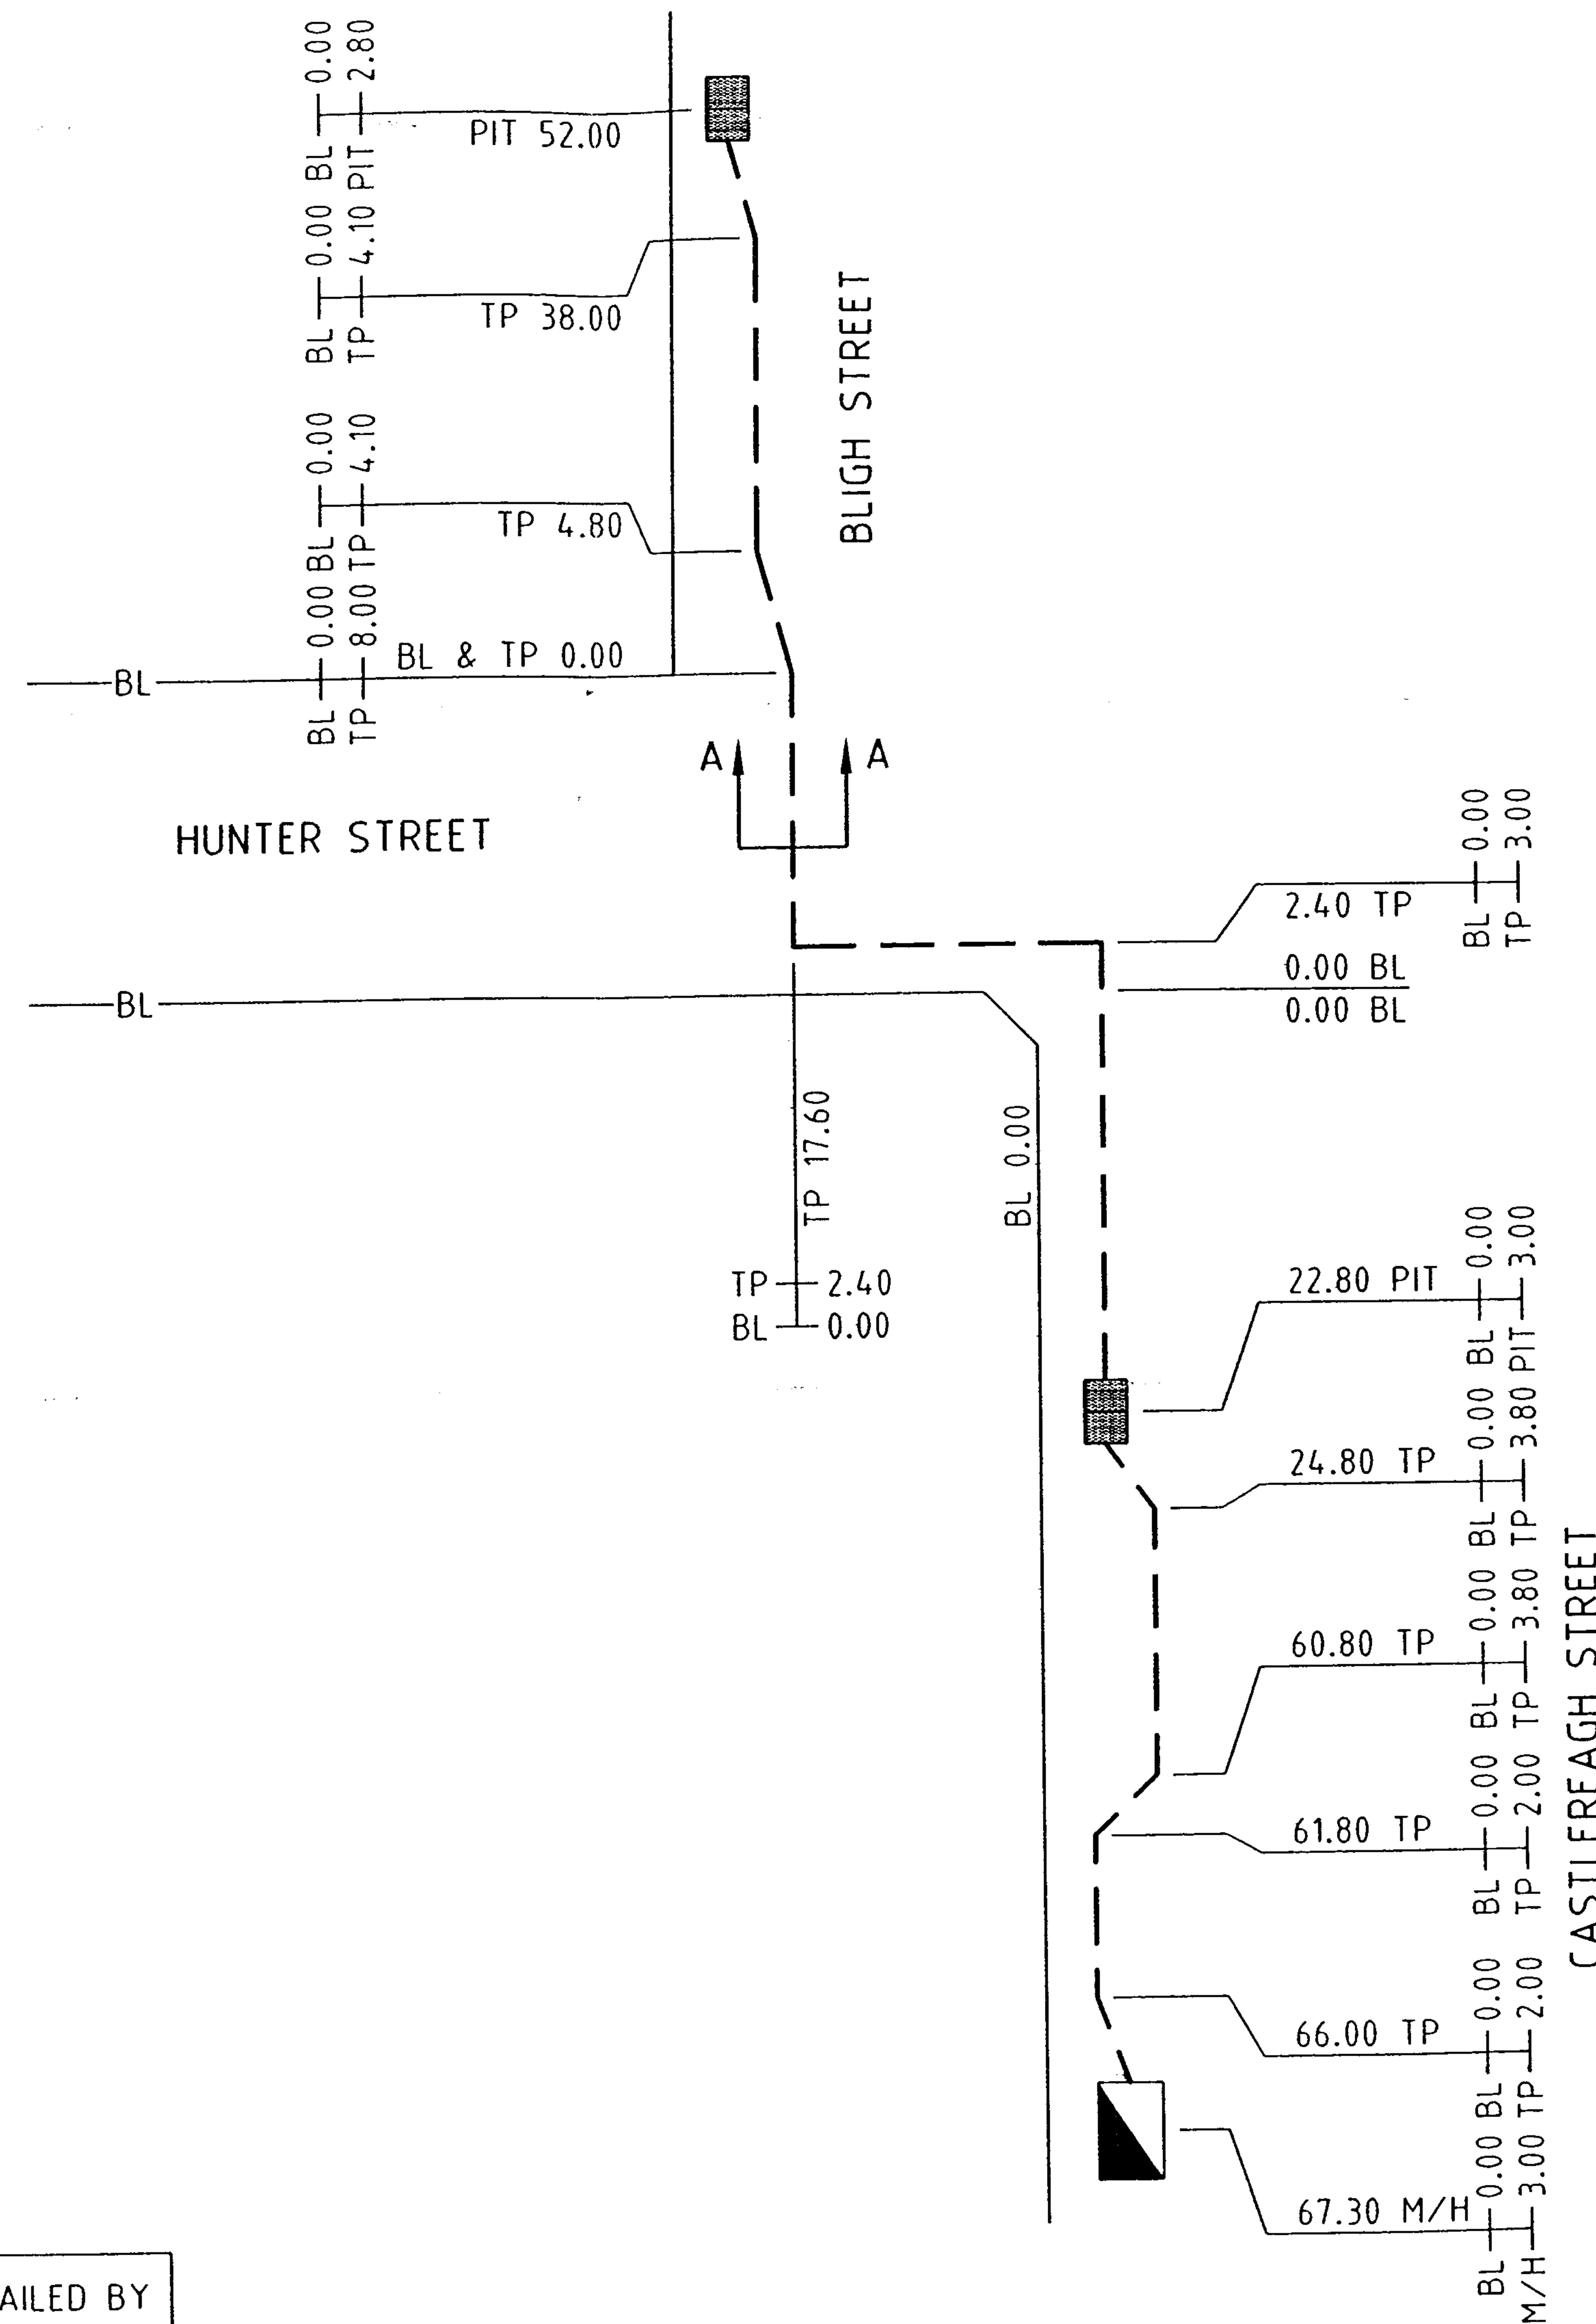 BL 0.00
PIT 2.80
PIT 52.00
BL 0.00
TP 4.10
TP 38.00
BL 0.00
TP 4.10
TP 4.80
BL 0.00
TP 8.00
BL & TP 0.00
BL
BLIGH STREET
A A
HUNTER STREET
BL 0.00
TP 3.00
2.40 TP
0.00 BL
0.00 BL
BL
TP 17.60
TP 2.40
BL 0.00
BL 0.00
BL 0.00
PIT 3.00
22.80 PIT
BL 0.00
TP 3.80
24.80 TP
BL 0.00
TP 3.80
60.80 TP
BL 0.00
TP 2.00
61.80 TP
BL 0.00
TP 2.00
66.00 TP
BL 0.00
M/H 3.00
67.30 M/H
CASTLEREAGH STREET
AILED BY